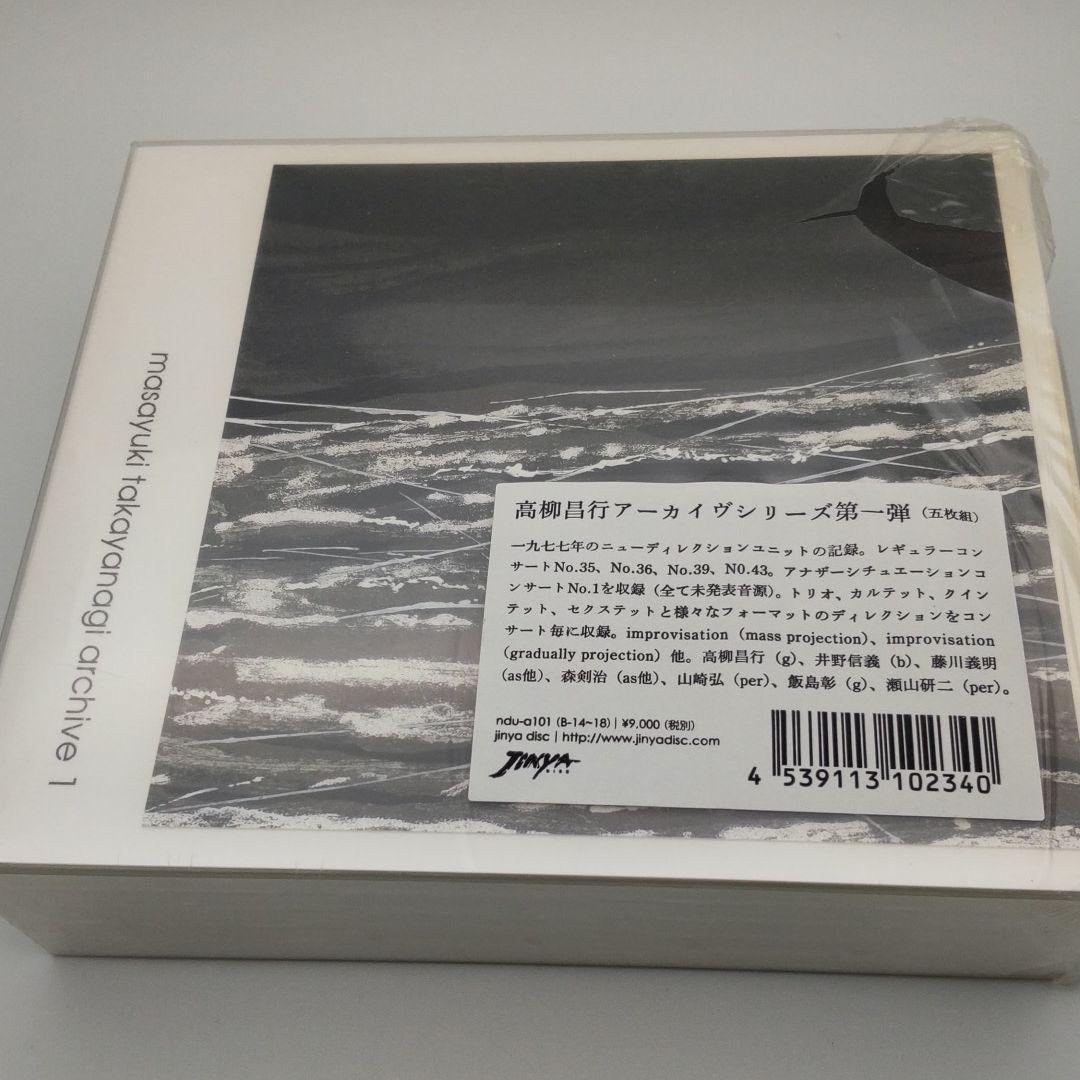 masayuki takayanagi archive 1
高柳昌行アーカイヴシリーズ第一弾（五枚組）
一九七七年のニューディレクションユニットの記録。レギュラーコン
サートNo.35、No.36、No.39、N0.43。アナザーシチュエーションコ
ンサートNo.1を収録（全て未発表音源）。トリオ、カルテット、クイン
テット、セクステットと様々なフォーマットのディレクションをコン
サート毎に収録。improvisation（mass projection）、improvisation
（gradually projection）他。高柳昌行（g）、井野信義（b）、藤川義明
（as他）、森剣治（as他）、山崎弘（per）、飯島彰（g）、瀬山研二（per）。
ndu-a101 (B-14~18) | ¥9,000 (税別)
jinya disc | http://www.jinyadisc.com
JINYA
DISC
4 539113 102340